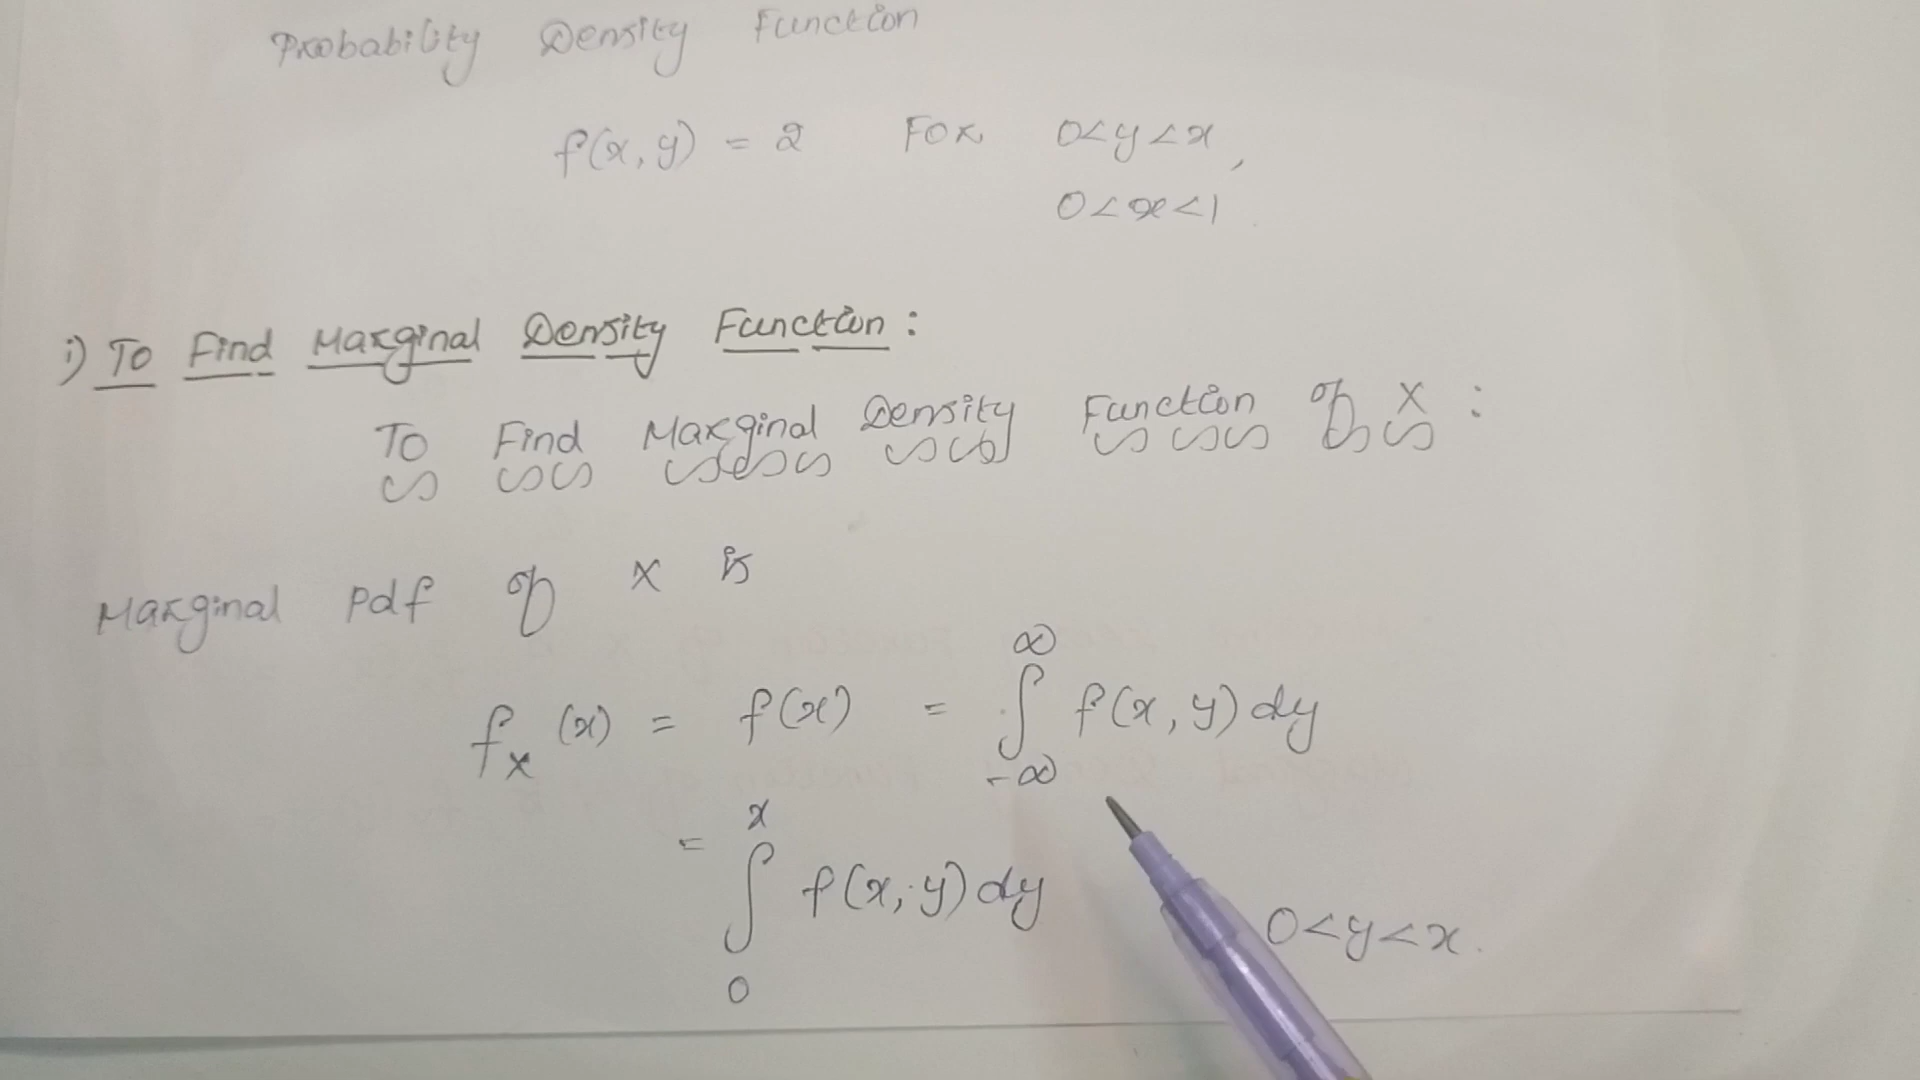 Probability Density Function
f(x, y) = 2 For 0<y<x,
0<x<1
i) To Find Marginal Density Function:
To Find Marginal Density Function of X :
Marginal Pdf of X is
f_X (x) = f(x) = ∫_{-∞}^{∞} f(x, y) dy
= ∫_{0}^{x} f(x, y) dy 0<y<x.